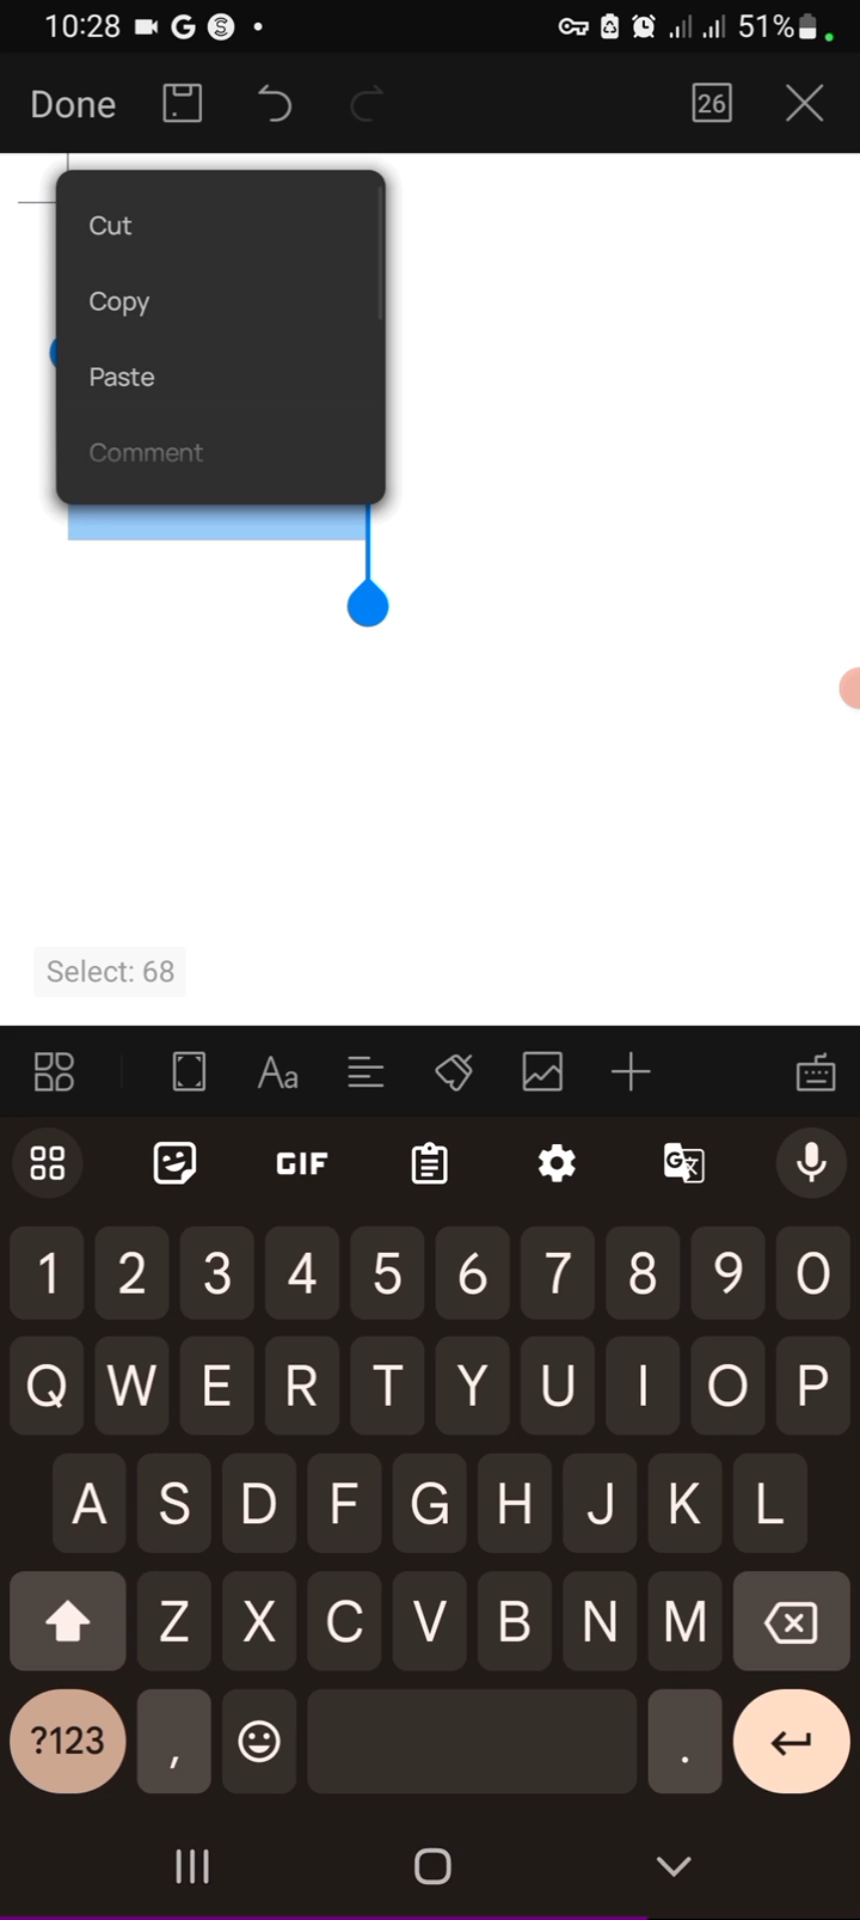 10:28 G S 51%
Done 26
Cut
Copy
Paste
Comment
Select: 68
Aa
GIF G
1 2 3 4 5 6 7 8 9 0
Q W E R T Y U I O P
A S D F G H J K L
Z X C V B N M
?123 , .